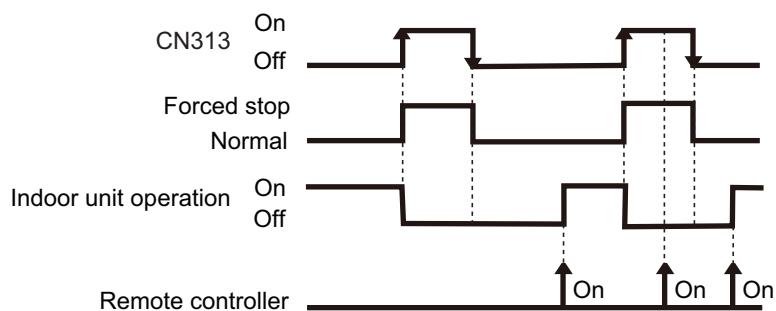 CN313
On
Off
Forced stop
Normal
Indoor unit operation
On
Off
Remote controller
On
On
On